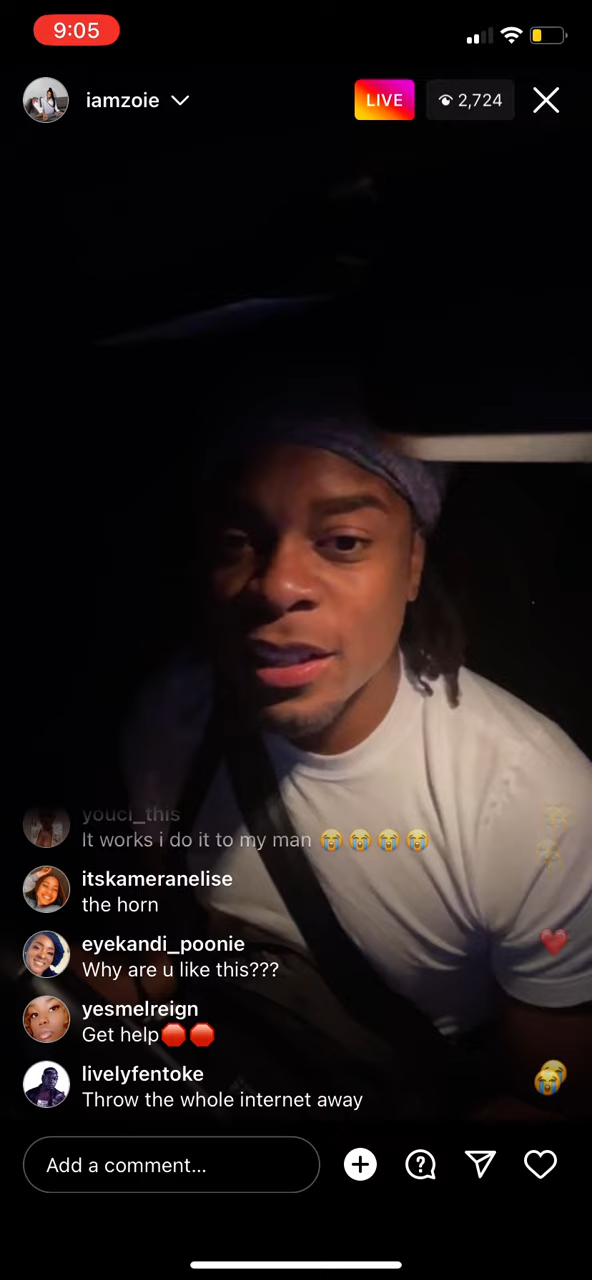 9:05
iamzoie
LIVE
2,724
youci_this
It works i do it to my man 😭😭😭😭
itskameranelise
the horn
eyekandi_poonie
Why are u like this???
yesmelreign
Get help🛑🛑
livelyfentoke
Throw the whole internet away
Add a comment...